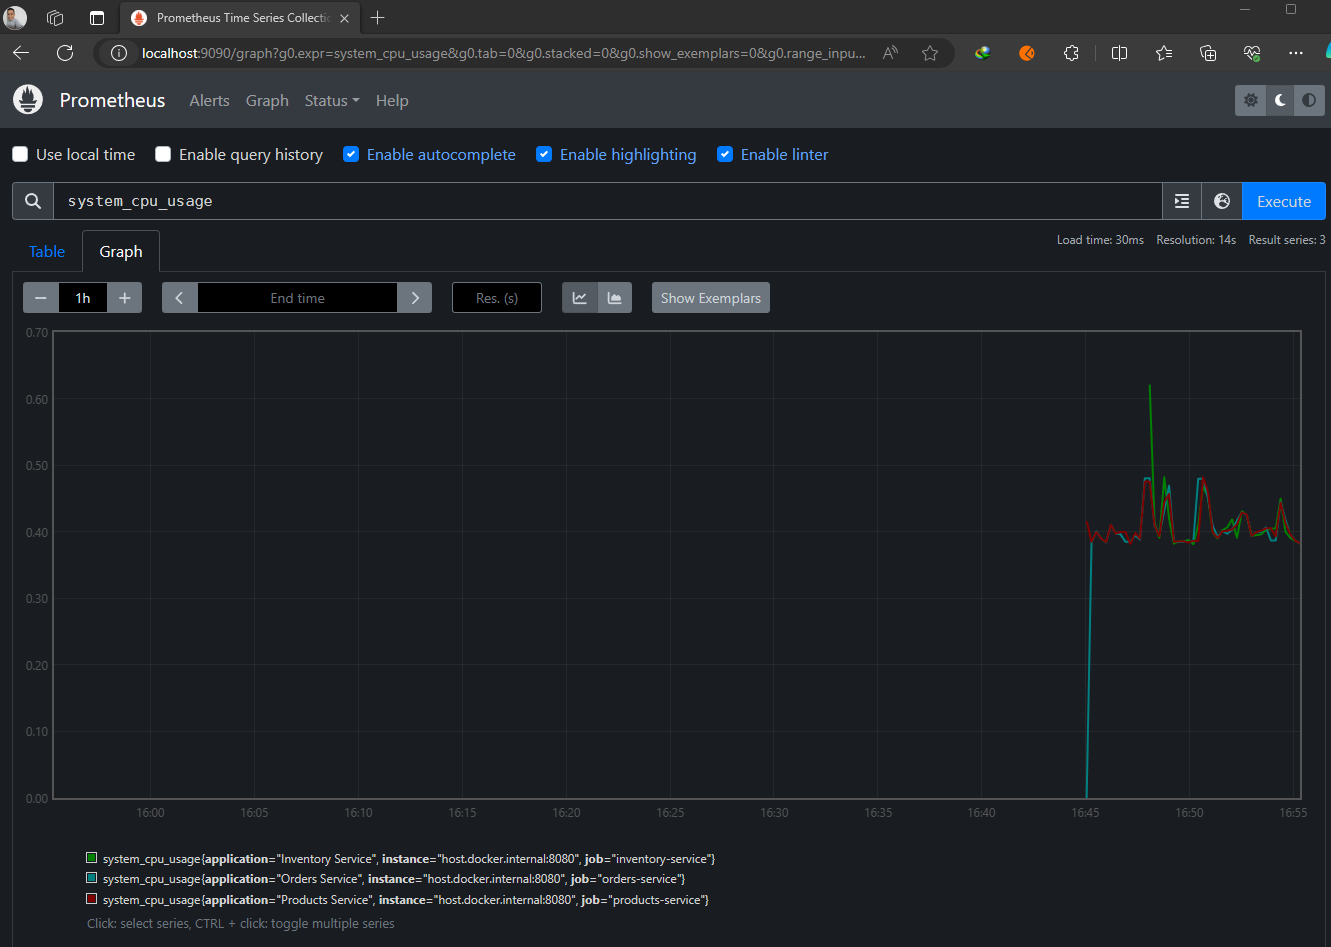 Prometheus Time Series Collectic
localhost:9090/graph?g0.expr=system_cpu_usage&g0.tab=0&g0.stacked=0&g0.show_exemplars=0&g0.range_inpu...
Prometheus Alerts Graph Status Help
Use local time Enable query history Enable autocomplete Enable highlighting Enable linter
system_cpu_usage Execute
Table Graph Load time: 30ms Resolution: 14s Result series: 3
− 1h + End time Res. (s) Show Exemplars
0.70
0.60
0.50
0.40
0.30
0.20
0.10
0.00
16:00 16:05 16:10 16:15 16:20 16:25 16:30 16:35 16:40 16:45 16:50 16:55
system_cpu_usage{application="Inventory Service", instance="host.docker.internal:8080", job="inventory-service"}
system_cpu_usage{application="Orders Service", instance="host.docker.internal:8080", job="orders-service"}
system_cpu_usage{application="Products Service", instance="host.docker.internal:8080", job="products-service"}
Click: select series, CTRL + click: toggle multiple series